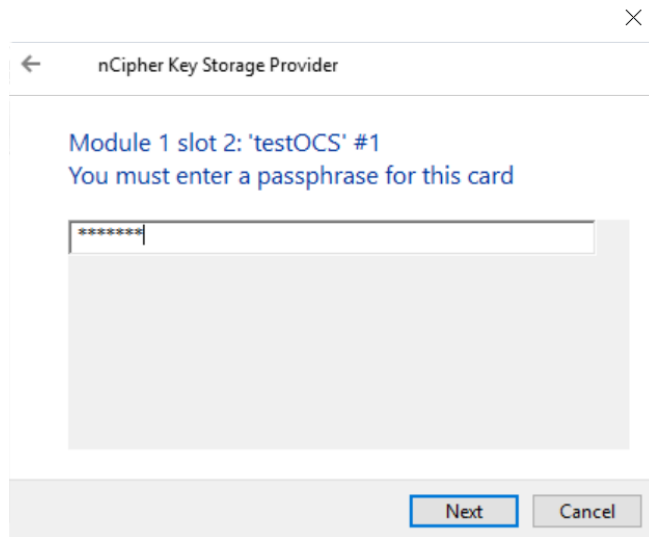 nCipher Key Storage Provider
Module 1 slot 2: 'testOCS' #1
You must enter a passphrase for this card
*******
Next Cancel